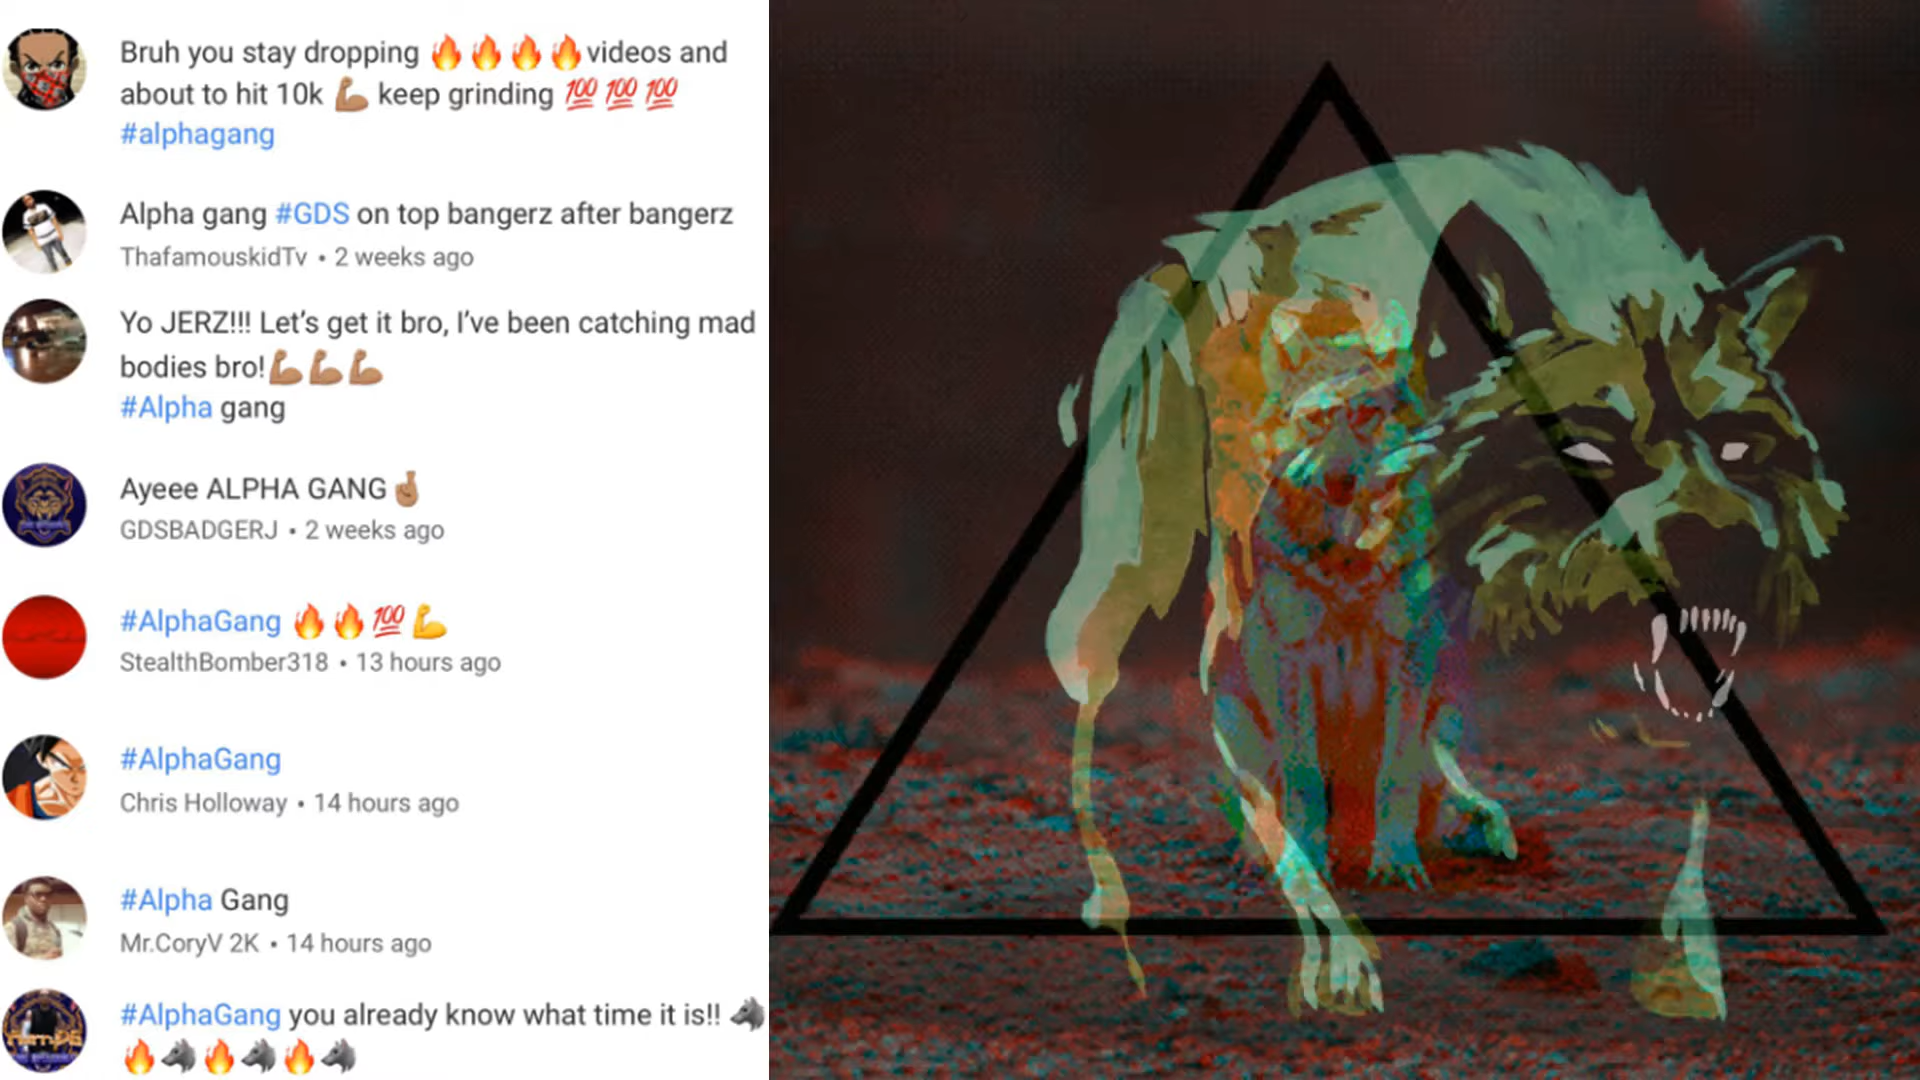 Bruh you stay dropping 🔥🔥🔥🔥videos and
about to hit 10k 💪🏽 keep grinding 💯💯💯
#alphagang
Alpha gang #GDS on top bangerz after bangerz
ThafamouskidTv • 2 weeks ago
Yo JERZ!!! Let’s get it bro, I’ve been catching mad
bodies bro!💪🏽💪🏽💪🏽
#Alpha gang
Ayeee ALPHA GANG🤞🏽
GDSBADGERJ • 2 weeks ago
#AlphaGang 🔥🔥💯💪
StealthBomber318 • 13 hours ago
#AlphaGang
Chris Holloway • 14 hours ago
#Alpha Gang
Mr.CoryV 2K • 14 hours ago
#AlphaGang you already know what time it is!! 🐺
🔥🐺🔥🐺🔥🐺